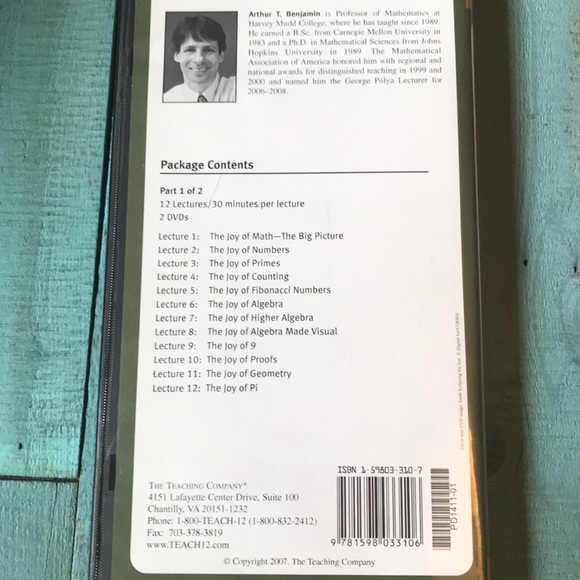 Arthur T. Benjamin is Professor of Mathematics at
Harvey Mudd College, where he has taught since 1989.
He earned a B.Sc. from Carnegie Mellon University in
1983 and a Ph.D. in Mathematical Sciences from Johns
Hopkins University in 1989. The Mathematical
Association of America honored him with regional and
national awards for distinguished teaching in 1999 and
2000 and named him the George Pólya Lecturer for
2006–2008.
Package Contents
Part 1 of 2
12 Lectures/30 minutes per lecture
2 DVDs
Lecture 1: The Joy of Math—The Big Picture
Lecture 2: The Joy of Numbers
Lecture 3: The Joy of Primes
Lecture 4: The Joy of Counting
Lecture 5: The Joy of Fibonacci Numbers
Lecture 6: The Joy of Algebra
Lecture 7: The Joy of Higher Algebra
Lecture 8: The Joy of Algebra Made Visual
Lecture 9: The Joy of 9
Lecture 10: The Joy of Proofs
Lecture 11: The Joy of Geometry
Lecture 12: The Joy of Pi
THE TEACHING COMPANY®
4151 Lafayette Center Drive, Suite 100
Chantilly, VA 20151-1232
Phone: 1-800-TEACH-12 (1-800-832-2412)
Fax: 703-378-3819
www.TEACH12.com
ISBN 1-59803-310-7
9 781598 033106
PD1411-01
© Copyright 2007. The Teaching Company